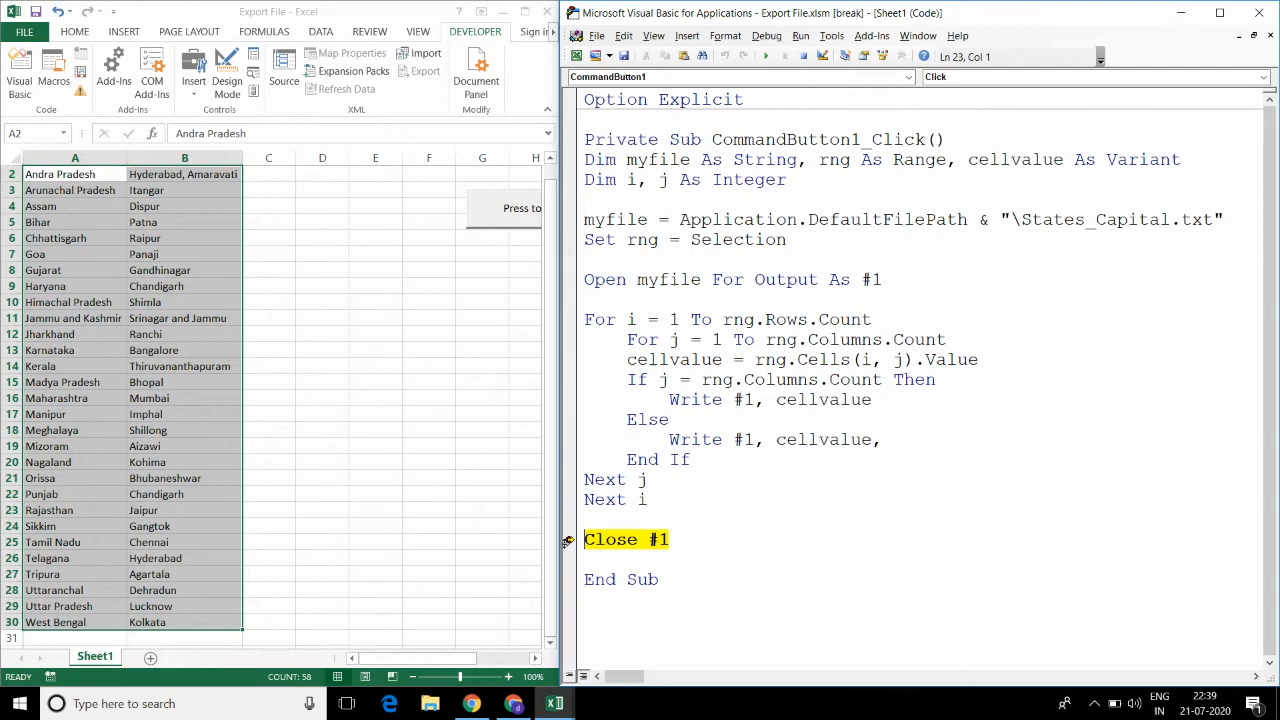 Export File - Excel
Sign in
FILE HOME INSERT PAGE LAYOUT FORMULAS DATA REVIEW VIEW DEVELOPER
Visual Basic
Macros
Code
Add-Ins
COM Add-Ins
Add-Ins
Insert
Design Mode
Controls
Source
Map Properties
Expansion Packs
Refresh Data
Import
Export
XML
Document Panel
Modify
A2 Andra Pradesh
A B C D E F G H
2 Andra Pradesh Hyderabad, Amaravati
3 Arunachal Pradesh Itangar
4 Assam Dispur
5 Bihar Patna
6 Chhattisgarh Raipur
7 Goa Panaji
8 Gujarat Gandhinagar
9 Haryana Chandigarh
10 Himachal Pradesh Shimla
11 Jammu and Kashmir Srinagar and Jammu
12 Jharkhand Ranchi
13 Karnataka Bangalore
14 Kerala Thiruvananthapuram
15 Madya Pradesh Bhopal
16 Maharashtra Mumbai
17 Manipur Imphal
18 Meghalaya Shillong
19 Mizoram Aizawi
20 Nagaland Kohima
21 Orissa Bhubaneshwar
22 Punjab Chandigarh
23 Rajasthan Jaipur
24 Sikkim Gangtok
25 Tamil Nadu Chennai
26 Telagana Hyderabad
27 Tripura Agartala
28 Uttaranchal Dehradun
29 Uttar Pradesh Lucknow
30 West Bengal Kolkata
31
Press to
Sheet1
READY COUNT: 58 100%
Microsoft Visual Basic for Applications - Export File.xlsm [break] - [Sheet1 (Code)]
File Edit View Insert Format Debug Run Tools Add-Ins Window Help
Ln 23, Col 1
CommandButton1 Click
Option Explicit
Private Sub CommandButton1_Click()
Dim myfile As String, rng As Range, cellvalue As Variant
Dim i, j As Integer
myfile = Application.DefaultFilePath & "\States_Capital.txt"
Set rng = Selection
Open myfile For Output As #1
For i = 1 To rng.Rows.Count
For j = 1 To rng.Columns.Count
cellvalue = rng.Cells(i, j).Value
If j = rng.Columns.Count Then
Write #1, cellvalue
Else
Write #1, cellvalue,
End If
Next j
Next i
Close #1
End Sub
Type here to search
ENG
IN
22:39
21-07-2020
1